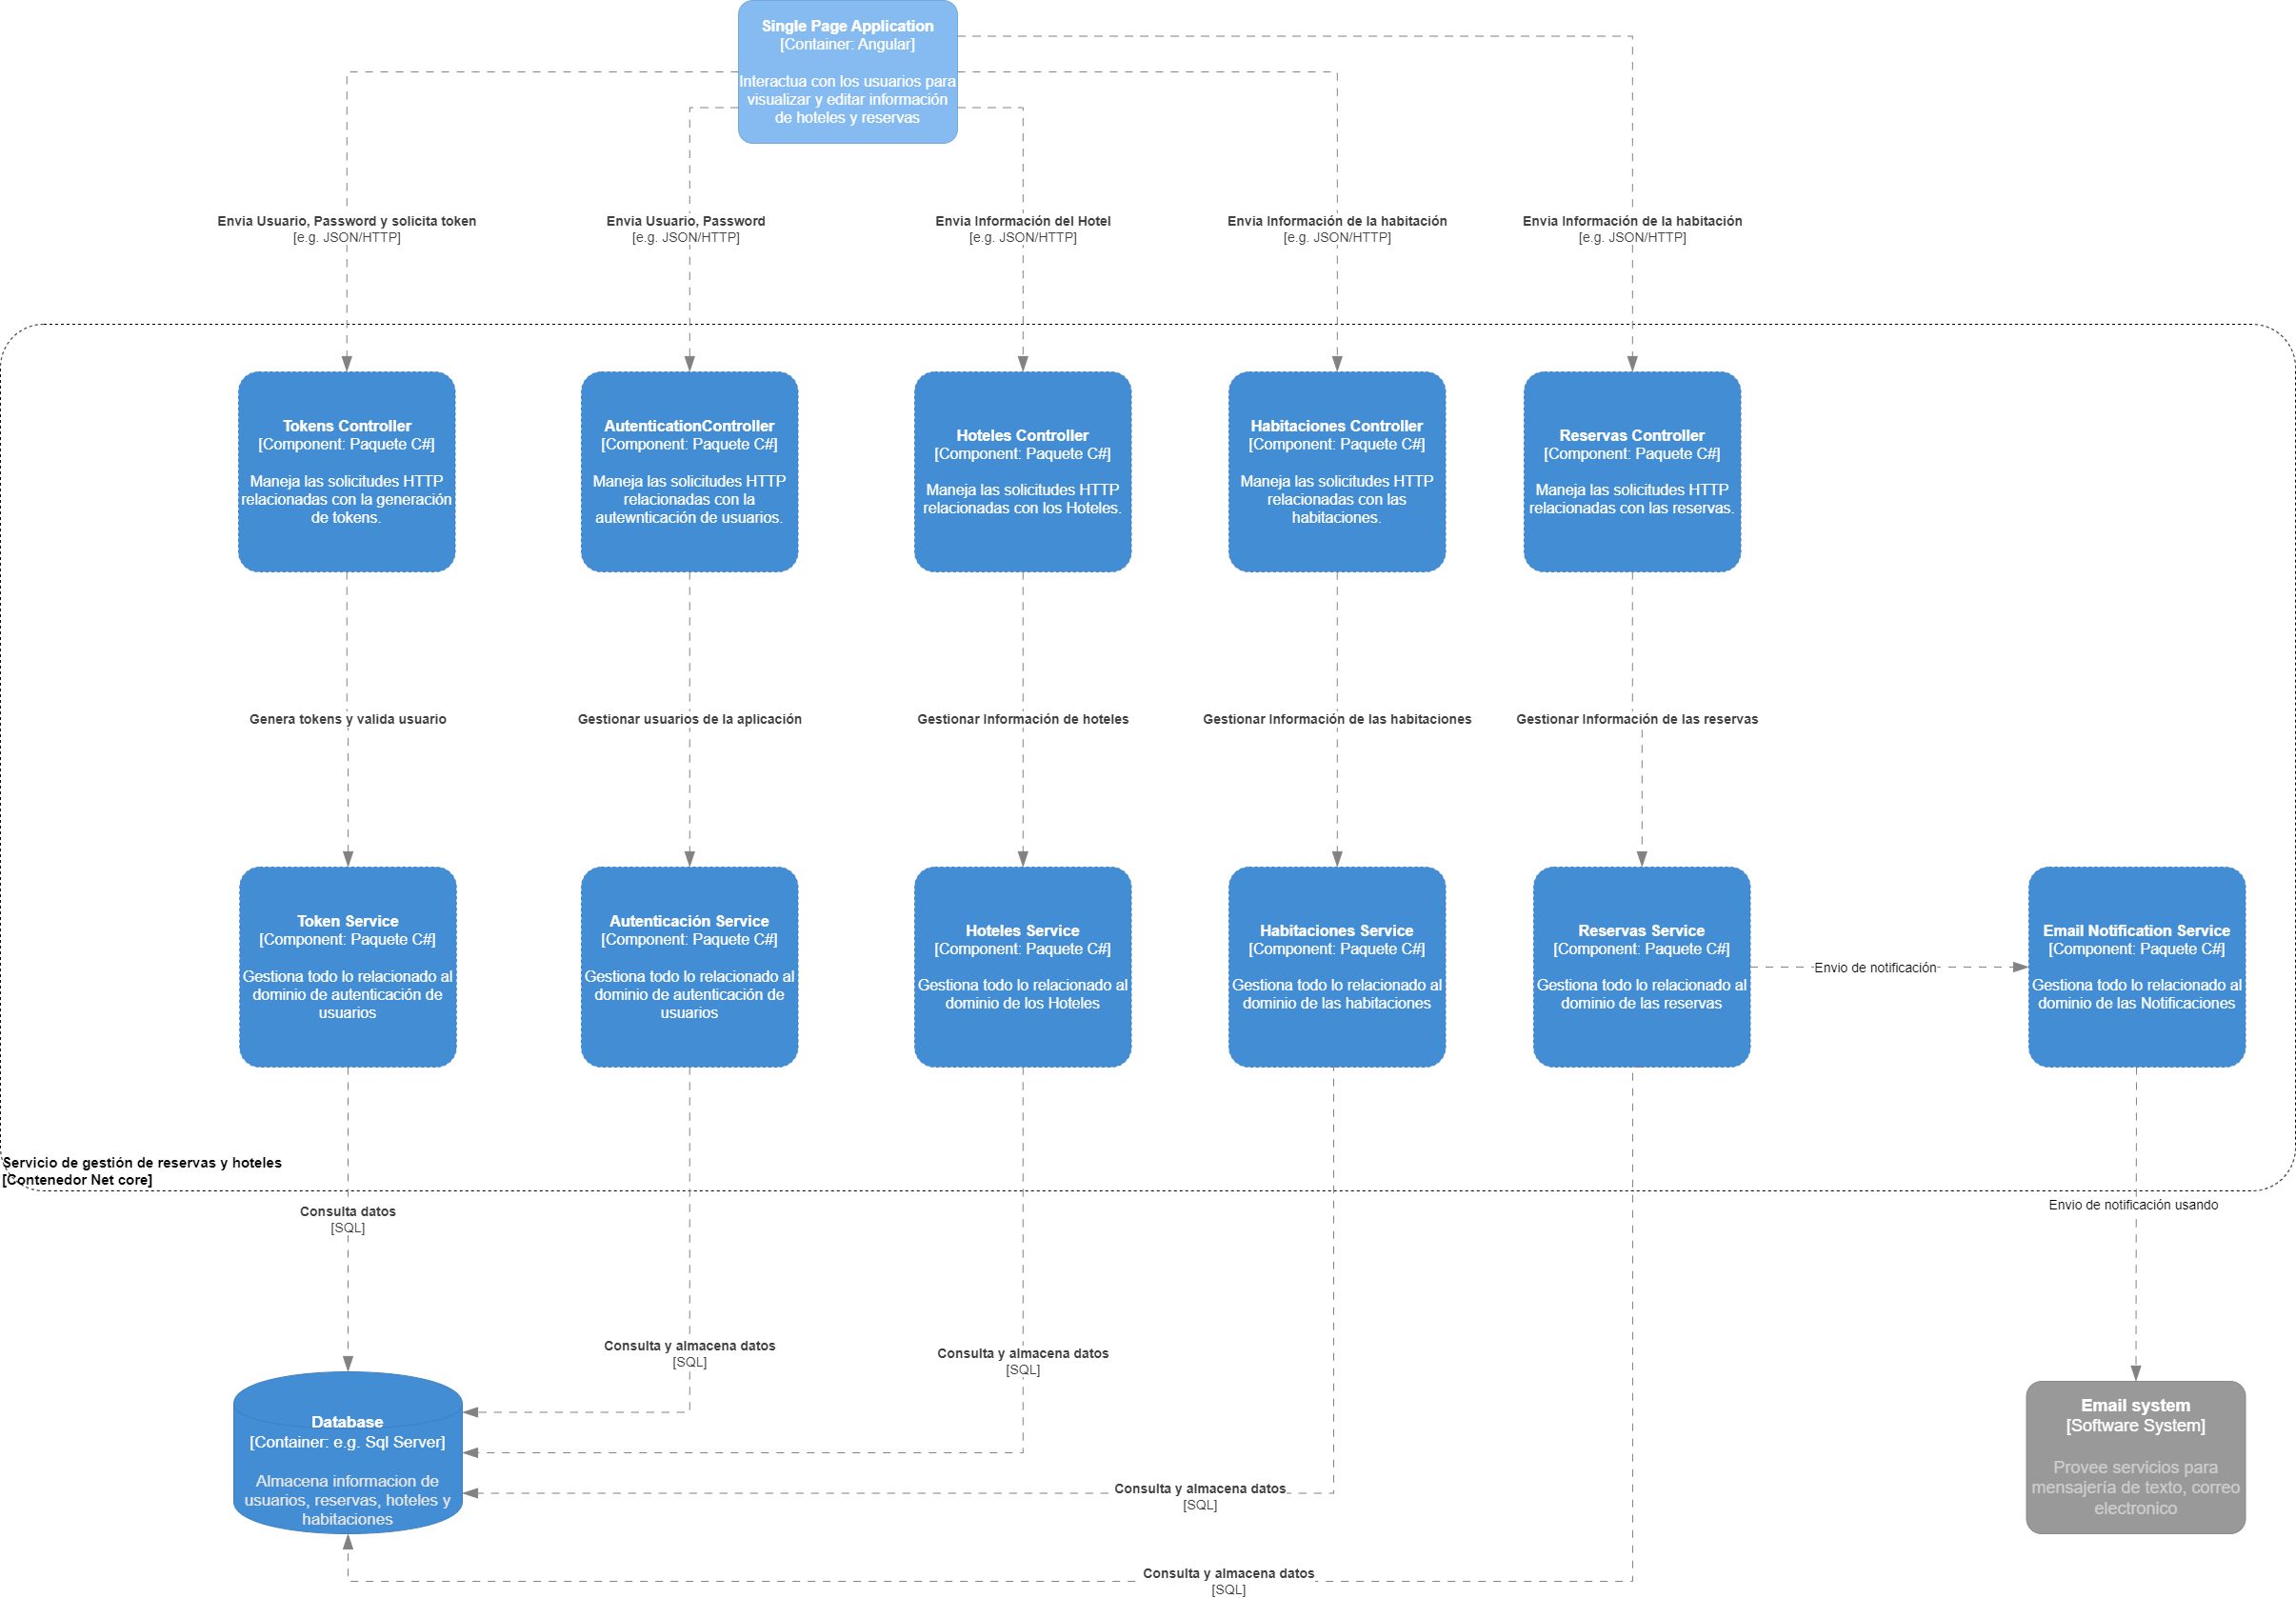 Single Page Application
[Container: Angular]
Interactua con los usuarios para
visualizar y editar información
de hoteles y reservas
Envia Usuario, Password y solicita token
[e.g. JSON/HTTP]
Envia Usuario, Password
[e.g. JSON/HTTP]
Envia Información del Hotel
[e.g. JSON/HTTP]
Envia Información de la habitación
[e.g. JSON/HTTP]
Envia Información de la habitación
[e.g. JSON/HTTP]
Tokens Controller
[Component: Paquete C#]
Maneja las solicitudes HTTP
relacionadas con la generación
de tokens.
AutenticationController
[Component: Paquete C#]
Maneja las solicitudes HTTP
relacionadas con la
autewnticación de usuarios.
Hoteles Controller
[Component: Paquete C#]
Maneja las solicitudes HTTP
relacionadas con los Hoteles.
Habitaciones Controller
[Component: Paquete C#]
Maneja las solicitudes HTTP
relacionadas con las
habitaciones.
Reservas Controller
[Component: Paquete C#]
Maneja las solicitudes HTTP
relacionadas con las reservas.
Genera tokens y valida usuario
Gestionar usuarios de la aplicación
Gestionar Información de hoteles
Gestionar Información de las habitaciones
Gestionar Información de las reservas
Token Service
[Component: Paquete C#]
Gestiona todo lo relacionado al
dominio de autenticación de
usuarios
Autenticación Service
[Component: Paquete C#]
Gestiona todo lo relacionado al
dominio de autenticación de
usuarios
Hoteles Service
[Component: Paquete C#]
Gestiona todo lo relacionado al
dominio de los Hoteles
Habitaciones Service
[Component: Paquete C#]
Gestiona todo lo relacionado al
dominio de las habitaciones
Reservas Service
[Component: Paquete C#]
Gestiona todo lo relacionado al
dominio de las reservas
Envio de notificación
Email Notification Service
[Component: Paquete C#]
Gestiona todo lo relacionado al
dominio de las Notificaciones
Servicio de gestión de reservas y hoteles
[Contenedor Net core]
Consulta datos
[SQL]
Envio de notificación usando
Consulta y almacena datos
[SQL]
Consulta y almacena datos
[SQL]
Database
[Container: e.g. Sql Server]
Almacena informacion de
usuarios, reservas, hoteles y
habitaciones
Email system
[Software System]
Provee servicios para
mensajería de texto, correo
electronico
Consulta y almacena datos
[SQL]
Consulta y almacena datos
[SQL]